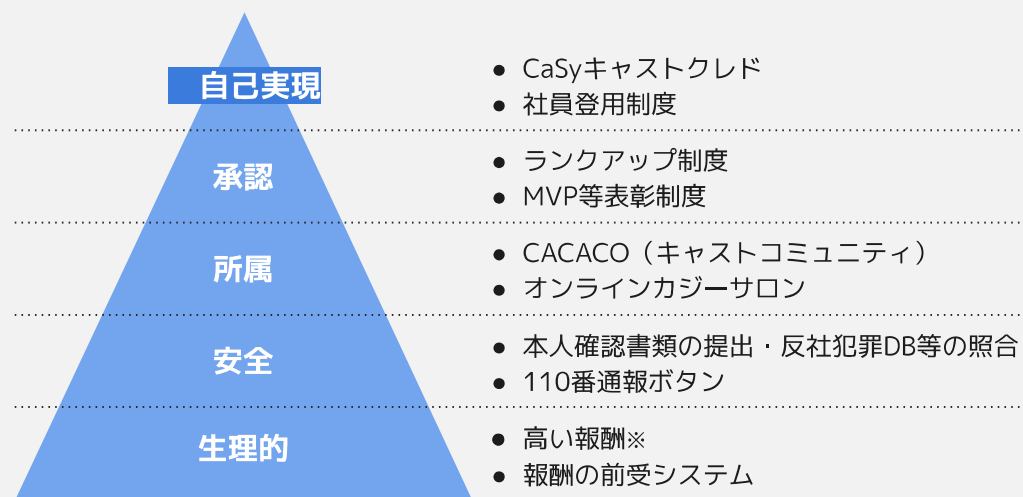 自己実現
● CaSyキャストクレド
● 社員登用制度
承認
● ランクアップ制度
● MVP等表彰制度
所属
● CACACO（キャストコミュニティ）
● オンラインカジーサロン
安全
● 本人確認書類の提出・反社犯罪DB等の照合
● 110番通報ボタン
生理的
● 高い報酬※
● 報酬の前受システム